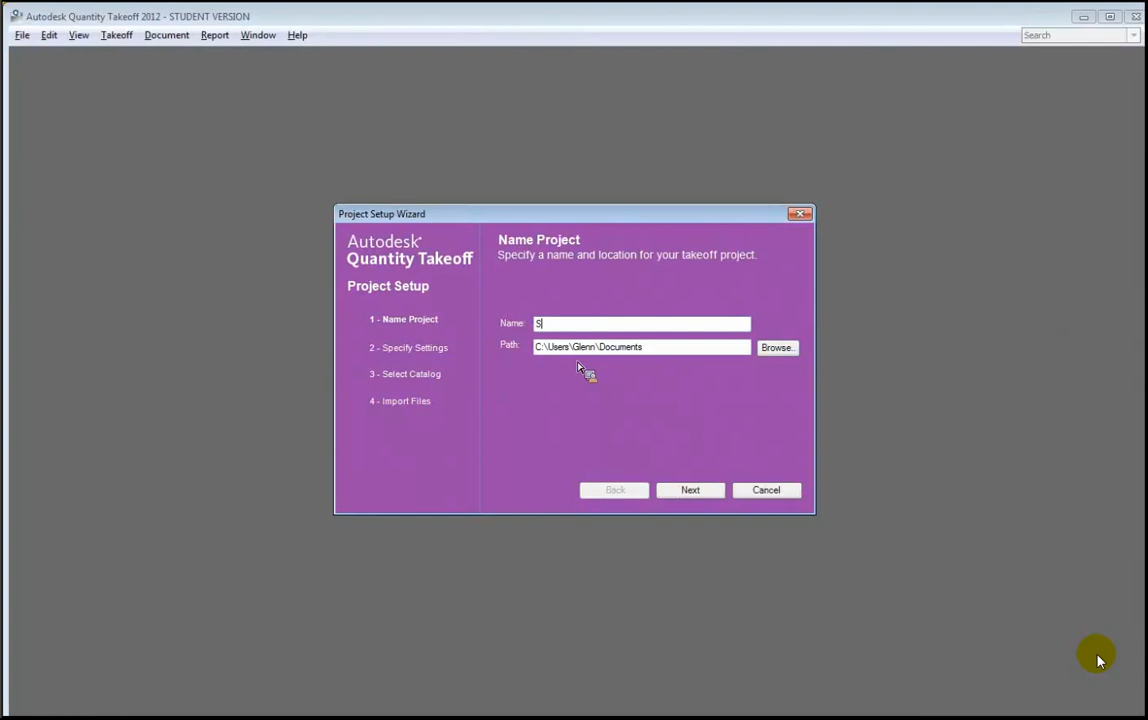 Autodesk Quantity Takeoff 2012 - STUDENT VERSION
File Edit View Takeoff Document Report Window Help
Search
Project Setup Wizard
Autodesk
Quantity Takeoff
Project Setup
1 - Name Project
2 - Specify Settings
3 - Select Catalog
4 - Import Files
Name Project
Specify a name and location for your takeoff project.
Name: S
Path: C:\Users\Glenn\Documents Browse..
Back Next Cancel